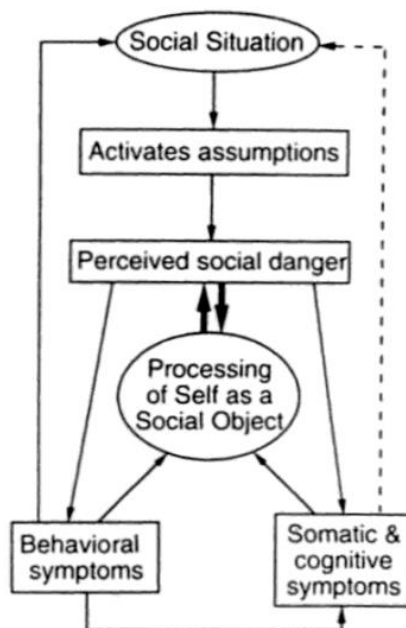 Social Situation
Activates assumptions
Perceived social danger
Processing
of Self as a
Social Object
Behavioral
symptoms
Somatic &
cognitive
symptoms